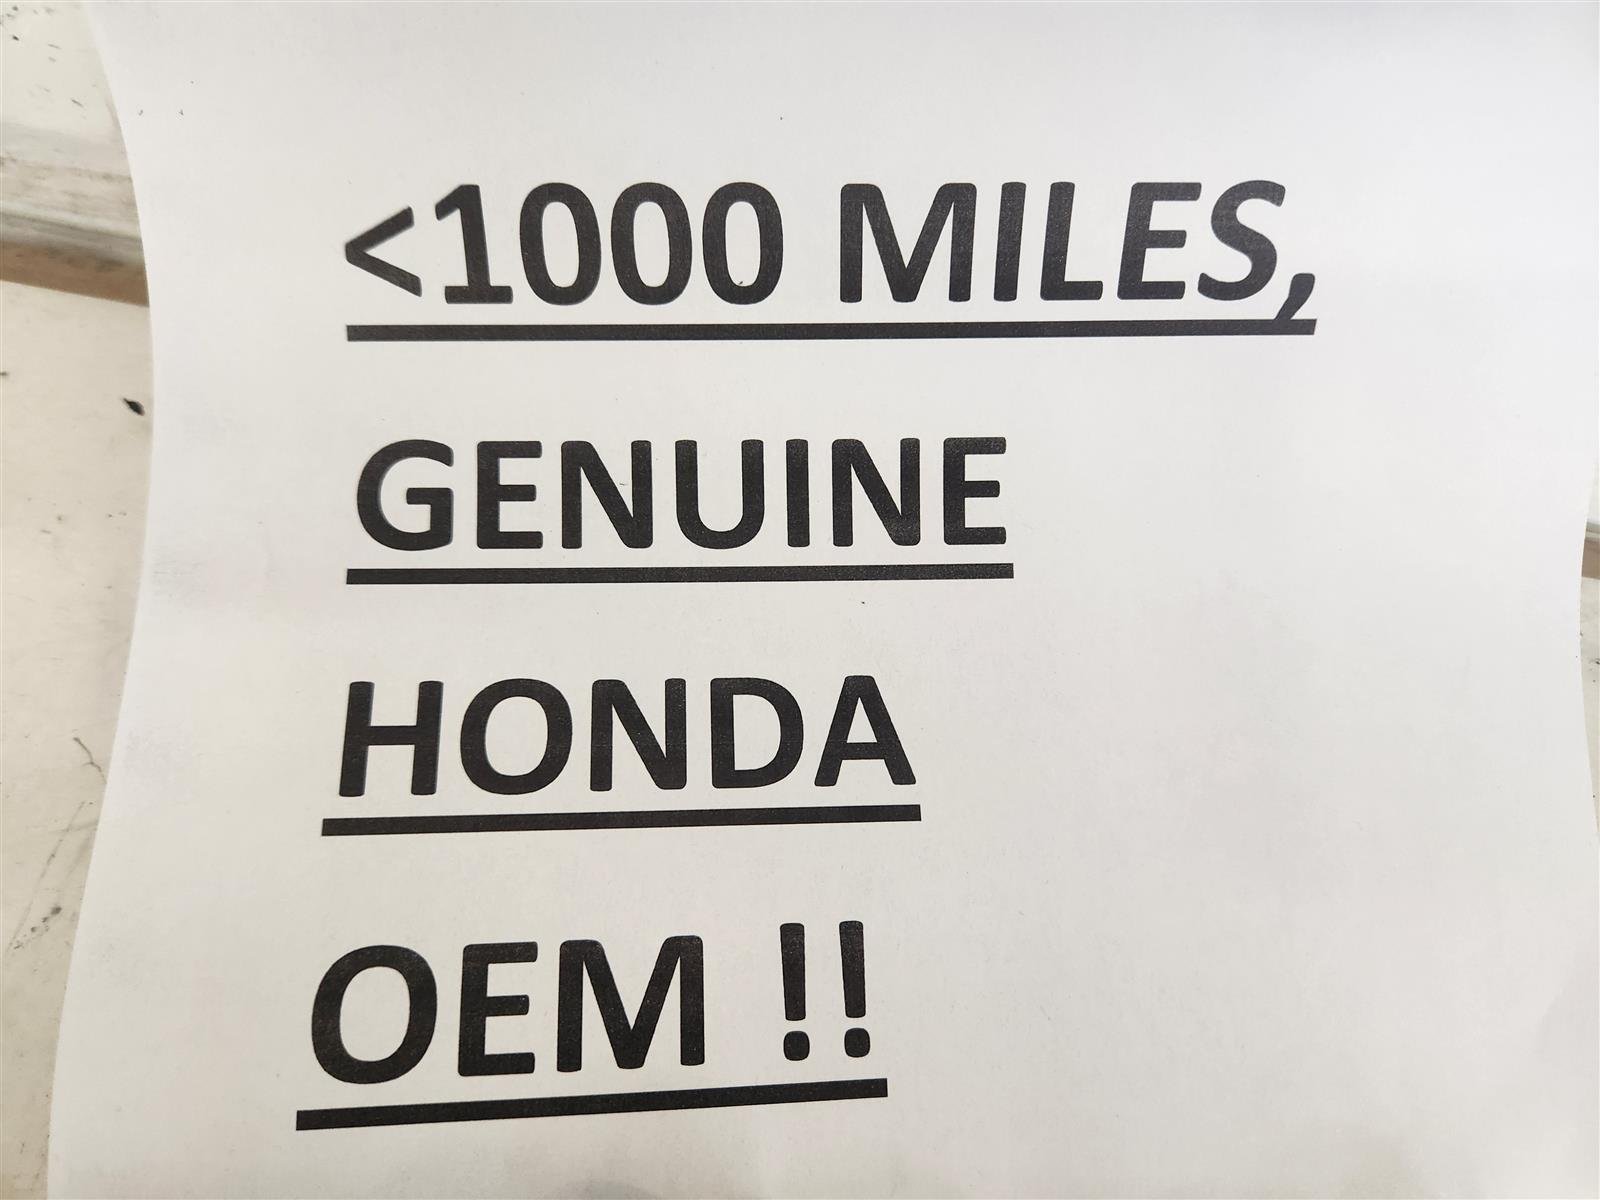 <1000 MILES,
GENUINE
HONDA
OEM !!